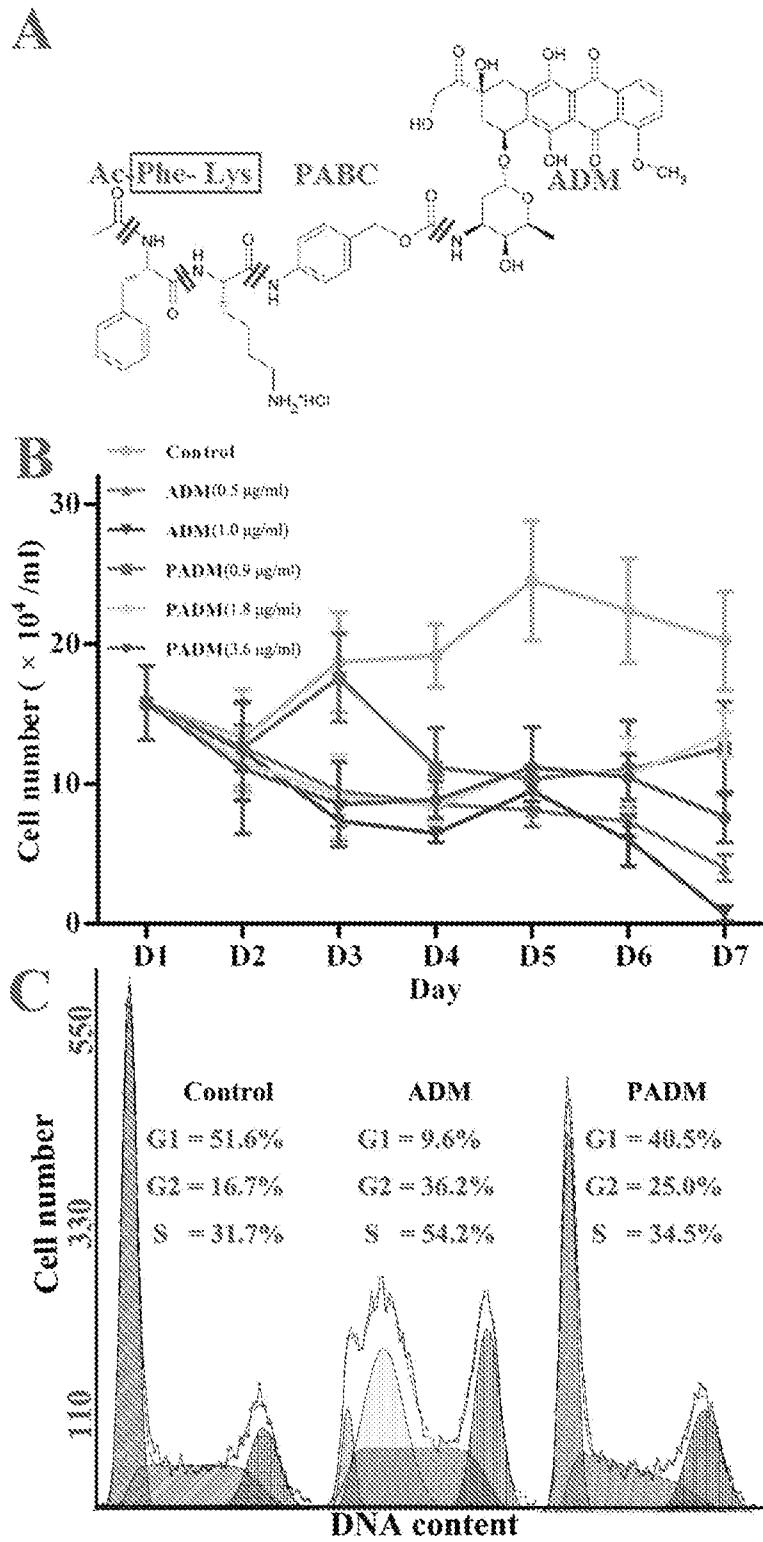 A
OH
O
OH
O
HO
OH
O
O
CH3
O
Ac-Phe- Lys PABC ADM
O
NH
H
N
O
N
H
O
O
O
NH
O
OH
NH2*HCl
B
Control
ADM(0.5 μg/ml)
ADM(1.0 μg/ml)
PADM(0.9 μg/ml)
PADM(1.8 μg/ml)
PADM(3.6 μg/ml)
Cell number ( × 10⁴ /ml)
30
20
10
0
D1 D2 D3 D4 D5 D6 D7
Day
C
Cell number
550
330
110
Control ADM PADM
G1 = 51.6% G1 = 9.6% G1 = 40.5%
G2 = 16.7% G2 = 36.2% G2 = 25.0%
S = 31.7% S = 54.2% S = 34.5%
DNA content